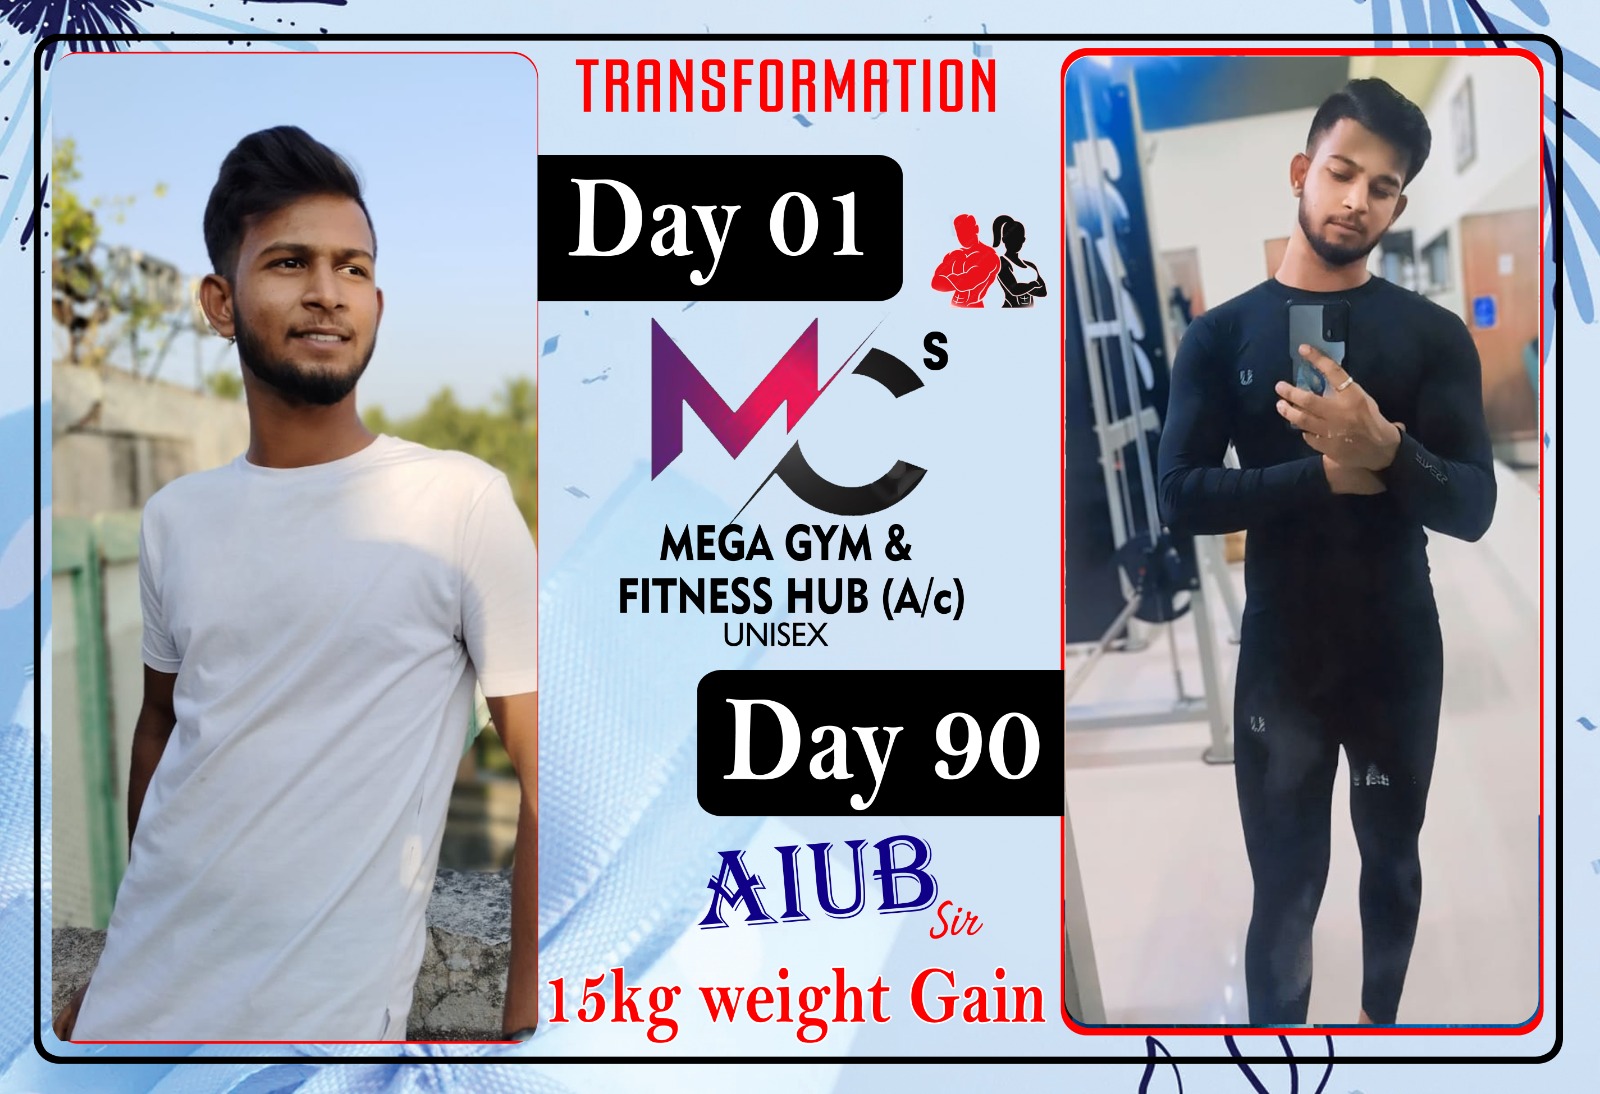 TRANSFORMATION
Day 01
MC s
MEGA GYM &
FITNESS HUB (A/c)
UNISEX
Day 90
AIUB
Sir
15kg weight Gain